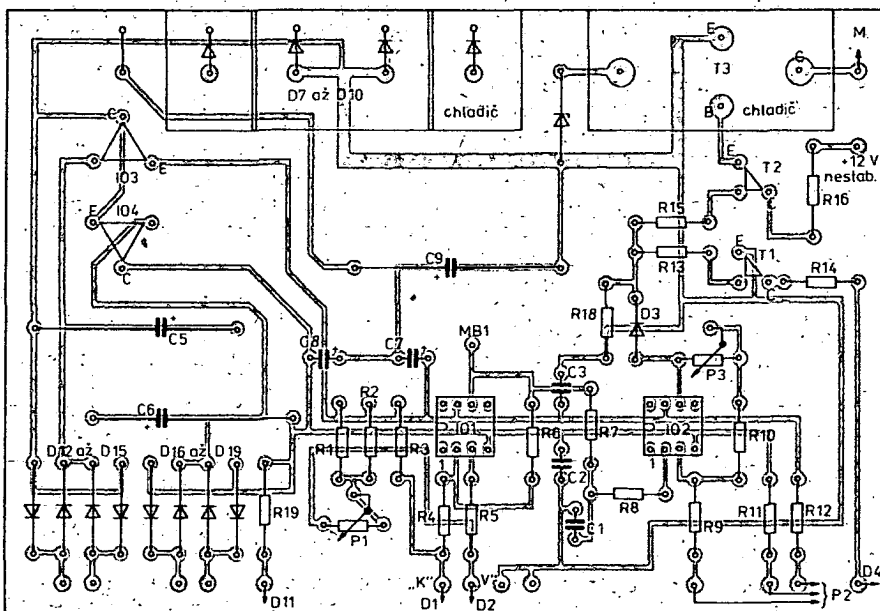 M
E
T3
C
D7 až D10
chladič
chladič
B
C
E
+12 V
nestab.
IO3
E
T2
C
R16
E
IO4
R15
E
T1
C9
R13
C
R14
C
C5
+
R18
D3
C8
+
C7
+
MB1
P3
C3
C6
+
R2
IO1
IO2
R1
R3
R6
R7
R10
D12 až D15
D16 až D19
1
C2
1
R19
R4
R5
R8
C1
R9
R11
R12
P1
D11
„K“
„V“
D1
D2
P2
D4